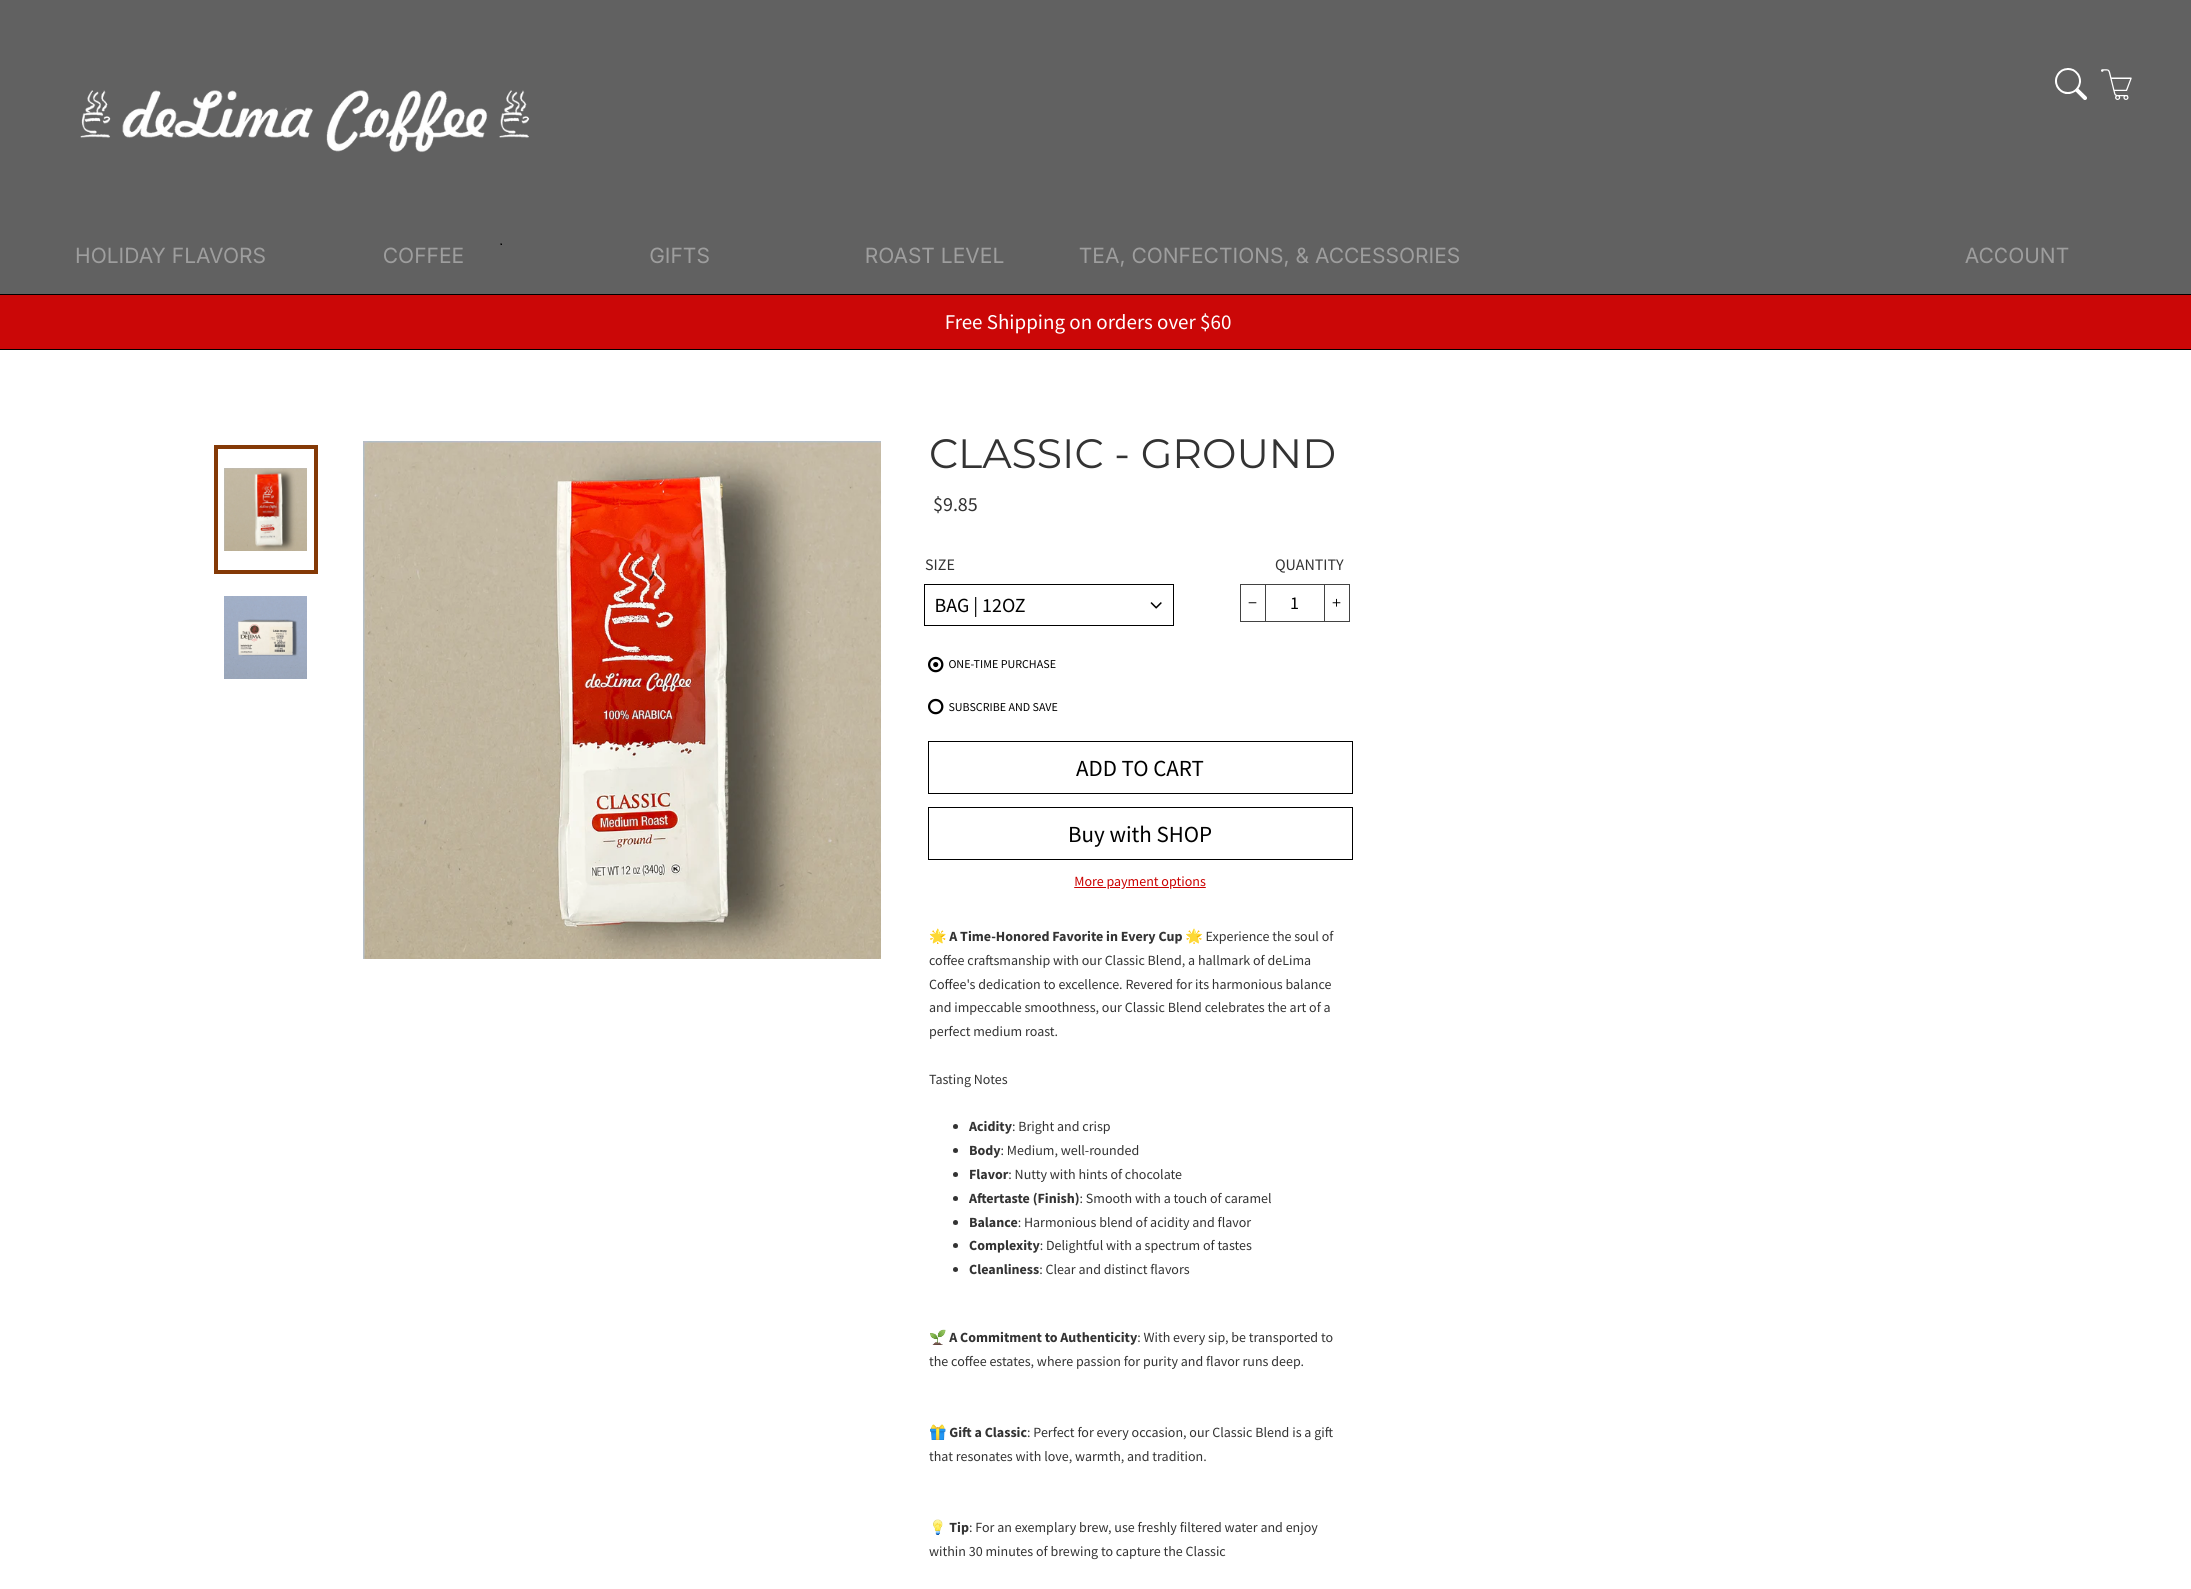 deLima Coffee
HOLIDAY FLAVORS
COFFEE
GIFTS
ROAST LEVEL
TEA, CONFECTIONS, & ACCESSORIES
ACCOUNT
Free Shipping on orders over $60
deLima Coffee
100% ARABICA
CLASSIC
Medium Roast
ground
NET WT 12 oz (340g)
CLASSIC - GROUND
$9.85
SIZE
QUANTITY
BAG | 12OZ
− 1 +
ONE-TIME PURCHASE
SUBSCRIBE AND SAVE
ADD TO CART
Buy with SHOP
More payment options
🌟 A Time-Honored Favorite in Every Cup 🌟 Experience the soul of
coffee craftsmanship with our Classic Blend, a hallmark of deLima
Coffee's dedication to excellence. Revered for its harmonious balance
and impeccable smoothness, our Classic Blend celebrates the art of a
perfect medium roast.
Tasting Notes
• Acidity: Bright and crisp
• Body: Medium, well-rounded
• Flavor: Nutty with hints of chocolate
• Aftertaste (Finish): Smooth with a touch of caramel
• Balance: Harmonious blend of acidity and flavor
• Complexity: Delightful with a spectrum of tastes
• Cleanliness: Clear and distinct flavors
🌱 A Commitment to Authenticity: With every sip, be transported to
the coffee estates, where passion for purity and flavor runs deep.
🎁 Gift a Classic: Perfect for every occasion, our Classic Blend is a gift
that resonates with love, warmth, and tradition.
💡 Tip: For an exemplary brew, use freshly filtered water and enjoy
within 30 minutes of brewing to capture the Classic